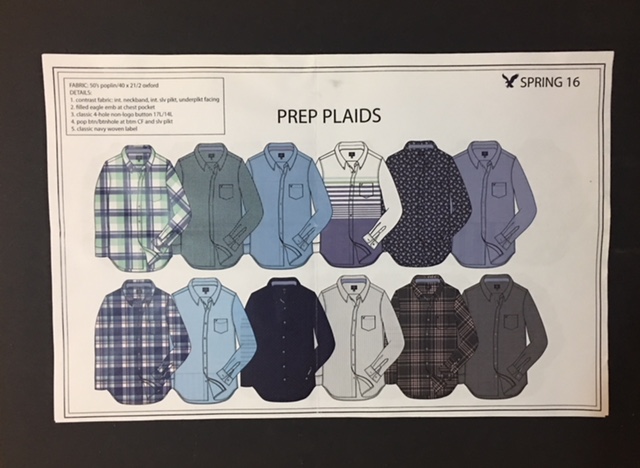 FABRIC: 50's poplin/40 x 21/2 oxford
DETAILS:
1. contrast fabric: int. neckband, int. slv plkt, underplkt facing
2. filled eagle emb at chest pocket
3. classic 4-hole non-logo button 17L/14L
4. pop btn/btnhole at btm CF and slv plkt
5. classic navy woven label
SPRING 16
PREP PLAIDS